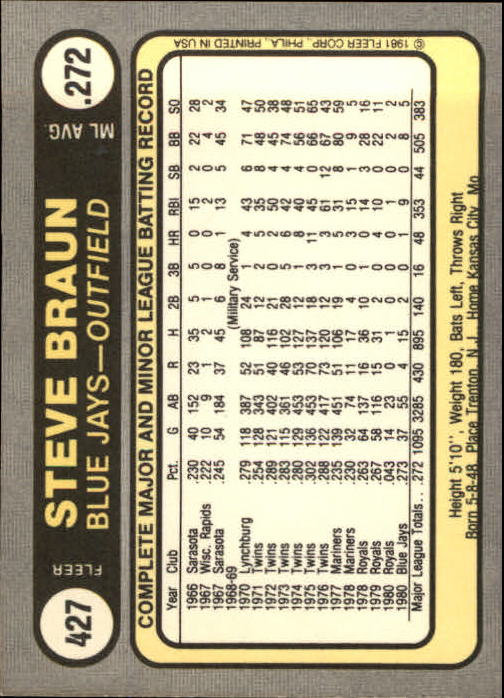 427
FLEER
STEVE BRAUN
BLUE JAYS—OUTFIELD
ML AVG.
.272
COMPLETE MAJOR AND MINOR LEAGUE BATTING RECORD
Year Club Pct. G AB R H 2B 3B HR RBI SB BB SO
1966 Sarasota .230 40 152 23 35 5 0 0 15 2 22 28
1967 Wisc. Rapids .222 10 9 1 2 1 0 0 2 0 4 2
1967 Sarasota .245 54 184 37 45 6 8 1 13 5 45 34
1968-69 (Military Service)
1970 Lynchburg .279 118 387 52 108 24 1 4 43 6 71 47
1971 Twins .254 128 343 51 87 12 2 5 35 8 48 50
1972 Twins .289 121 402 40 116 21 0 2 50 4 45 38
1973 Twins .283 115 361 46 102 28 5 6 42 4 74 48
1974 Twins .280 129 453 53 127 12 1 8 40 4 56 51
1975 Twins .302 136 453 70 137 18 3 11 45 0 66 65
1976 Twins .288 122 417 73 120 12 3 3 61 12 67 43
1977 Mariners .235 139 451 51 106 19 1 5 31 8 80 59
1978 Mariners .230 32 74 11 17 4 0 3 15 1 9 5
1978 Royals .263 64 137 16 36 10 1 0 14 3 28 16
1979 Royals .267 58 116 15 31 2 0 4 10 0 22 11
1980 Royals .043 14 23 0 1 0 0 0 1 0 2 2
1980 Blue Jays .273 37 55 4 15 2 0 1 9 0 8 5
Major League Totals... .272 1095 3285 430 895 140 16 48 353 44 505 383
Height 5'10", Weight 180, Bats Left, Throws Right
Born 5-8-48 Place Trenton, N.J. Home Kansas City, Mo
© 1981 FLEER CORP., PHILA., PRINTED IN USA